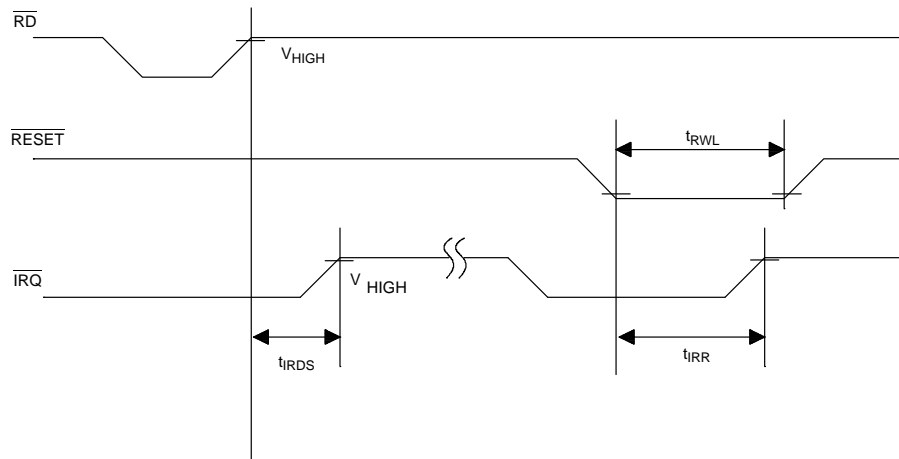 RD
VHIGH
RESET
tRWL
IRQ
V HIGH
tIRDS
tIRR